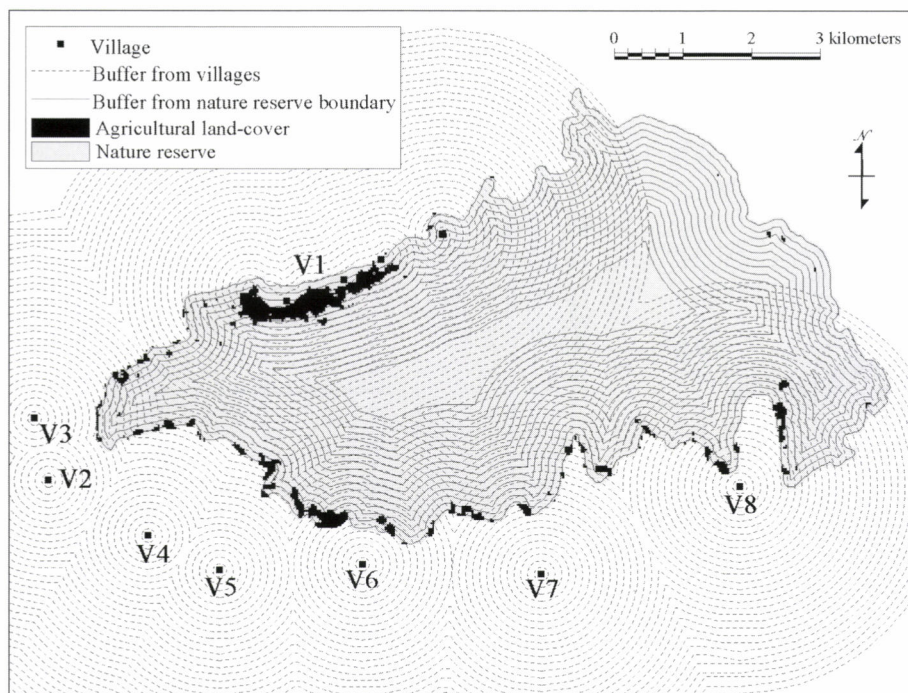 Village
Buffer from villages
Buffer from nature reserve boundary
Agricultural land-cover
Nature reserve
0 1 2 3 kilometers
N
V1
V3
V2
V4
V5
V6
V7
V8